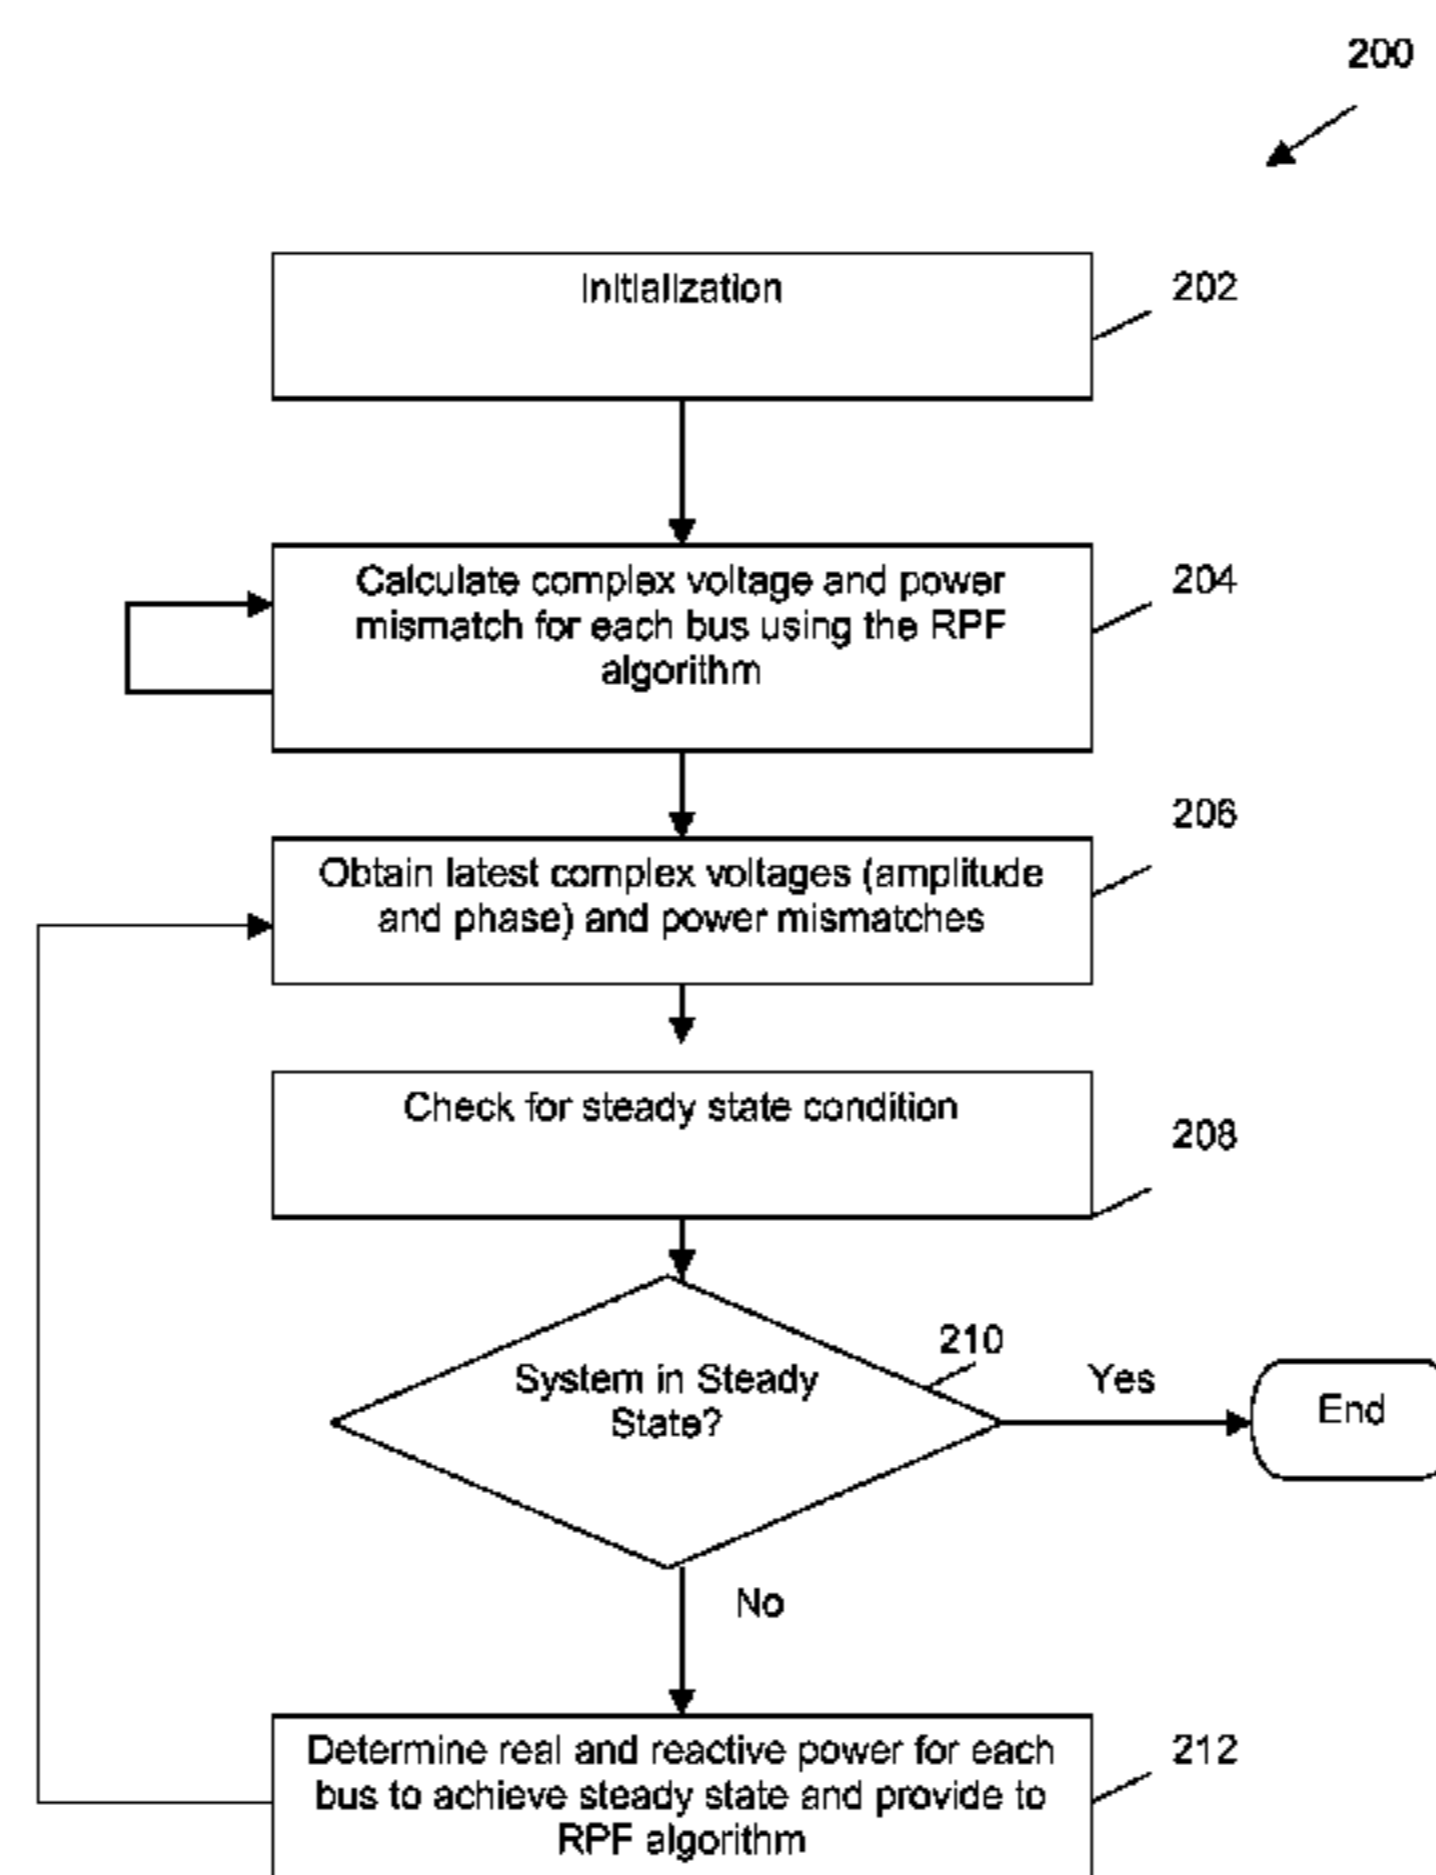 200
Initialization
202
Calculate complex voltage and power
mismatch for each bus using the RPF
algorithm
204
206
Obtain latest complex voltages (amplitude
and phase) and power mismatches
Check for steady state condition
208
210
System in Steady
State?
Yes
End
No
Determine real and reactive power for each
bus to achieve steady state and provide to
RPF algorithm
212